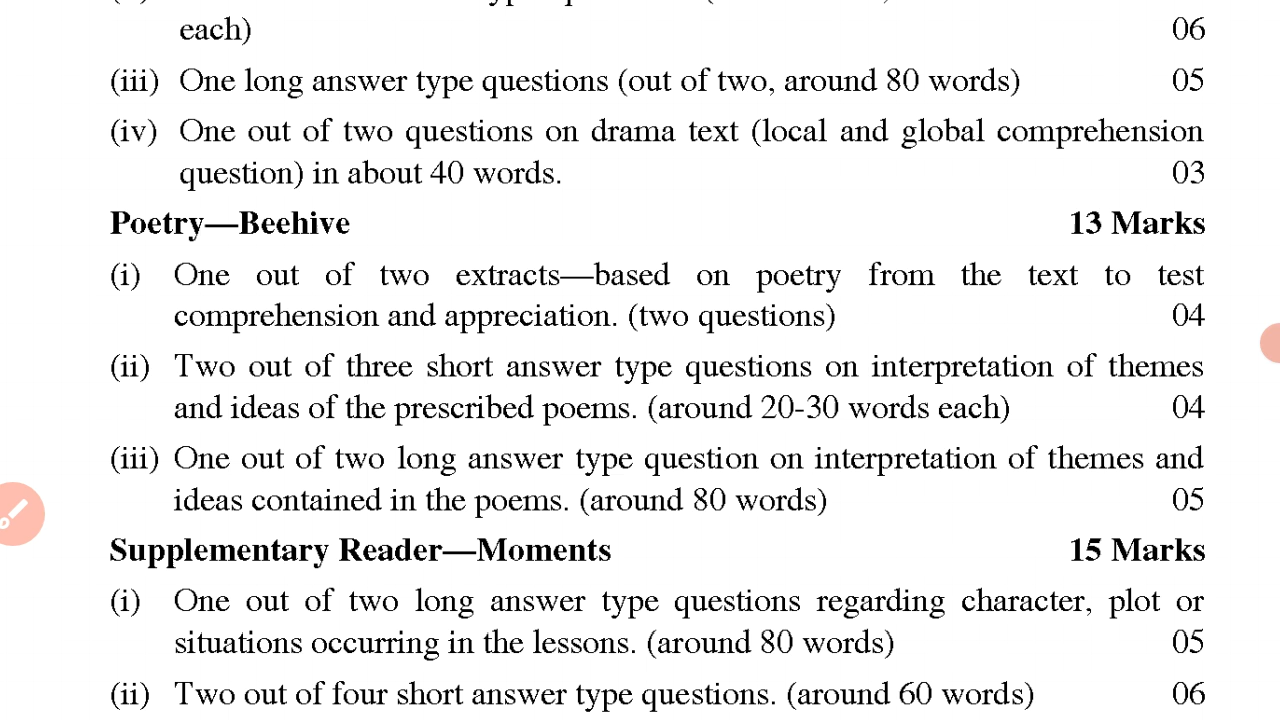 each) 06
(iii) One long answer type questions (out of two, around 80 words) 05
(iv) One out of two questions on drama text (local and global comprehension
question) in about 40 words. 03
Poetry—Beehive 13 Marks
(i) One out of two extracts—based on poetry from the text to test
comprehension and appreciation. (two questions) 04
(ii) Two out of three short answer type questions on interpretation of themes
and ideas of the prescribed poems. (around 20-30 words each) 04
(iii) One out of two long answer type question on interpretation of themes and
ideas contained in the poems. (around 80 words) 05
Supplementary Reader—Moments 15 Marks
(i) One out of two long answer type questions regarding character, plot or
situations occurring in the lessons. (around 80 words) 05
(ii) Two out of four short answer type questions. (around 60 words) 06